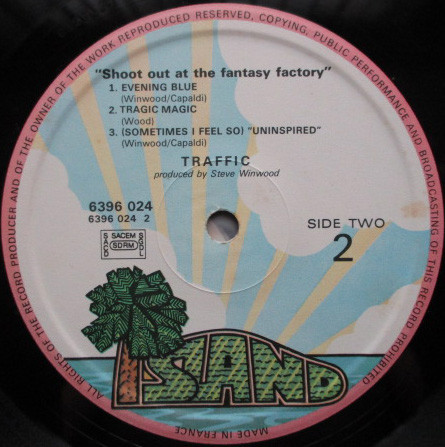 ALL RIGHTS OF THE RECORD PRODUCER AND OF THE OWNER OF THE WORK REPRODUCED RESERVED, COPYING, PUBLIC PERFORMANCE AND BROADCASTING OF THIS RECORD PROHIBITED
"Shoot out at the fantasy factory"
1. EVENING BLUE
(Winwood/Capaldi)
2. TRAGIC MAGIC
(Wood)
3. (SOMETIMES I FEEL SO) "UNINSPIRED"
(Winwood/Capaldi)
TRAFFIC
produced by Steve Winwood
6396 024
6396 024 2
SACD SACEM SDRM SGDL
SIDE TWO
2
ISLAND
MADE IN FRANCE